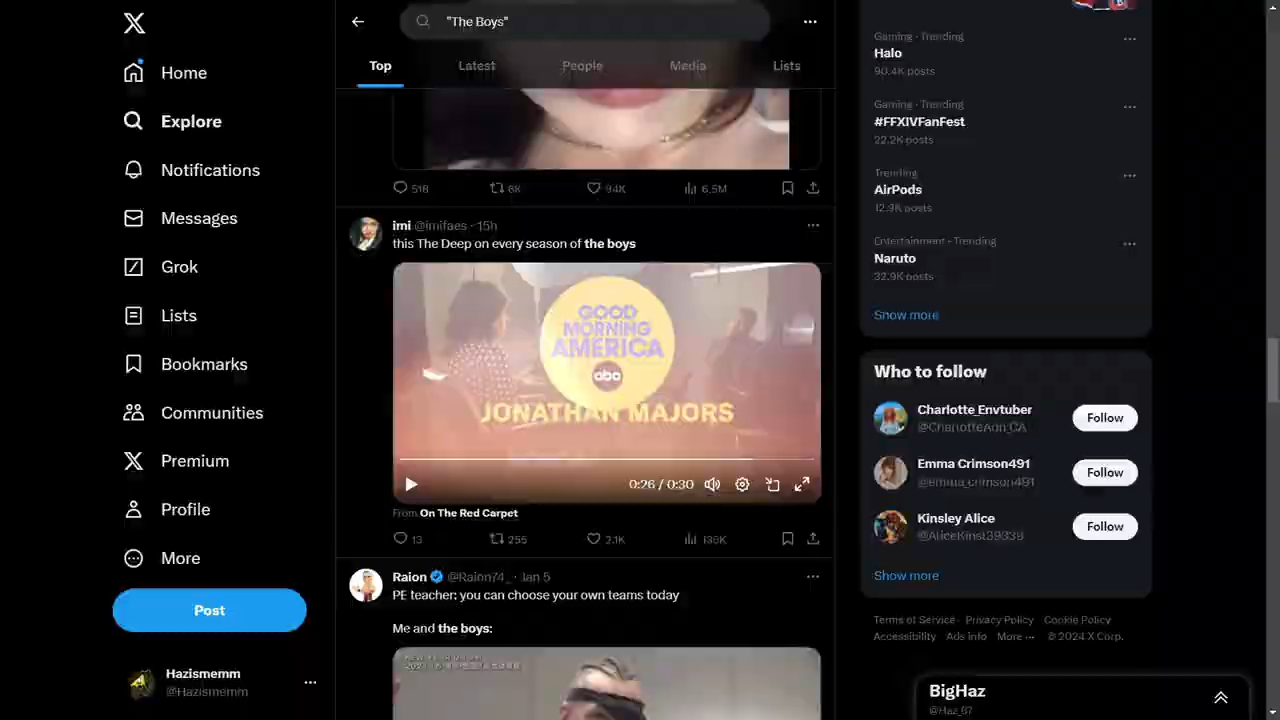 Home
Explore
Notifications
Messages
Grok
Lists
Bookmarks
Communities
Premium
Profile
More
Post
Hazismemm
@Hazismemm
"The Boys"
Top
Latest
People
Media
Lists
518
6K
94K
6.5M
imi @imifaes · 15h
this The Deep on every season of the boys
GOOD
MORNING
AMERICA
abc
JONATHAN MAJORS
0:26 / 0:30
From On The Red Carpet
13
255
2.1K
136K
Raion @Raion74_ · Jan 5
PE teacher: you can choose your own teams today
Me and the boys:
Gaming · Trending
Halo
90.4K posts
Gaming · Trending
#FFXIVFanFest
22.2K posts
Trending
AirPods
12.9K posts
Entertainment · Trending
Naruto
32.9K posts
Show more
Who to follow
Charlotte_Envtuber
@CharlotteAnn_CA
Follow
Emma Crimson491
@emma_crimson491
Follow
Kinsley Alice
@AliceKinsl39339
Follow
Show more
Terms of Service Privacy Policy Cookie Policy
Accessibility Ads info More ··· © 2024 X Corp.
BigHaz
@Haz_67